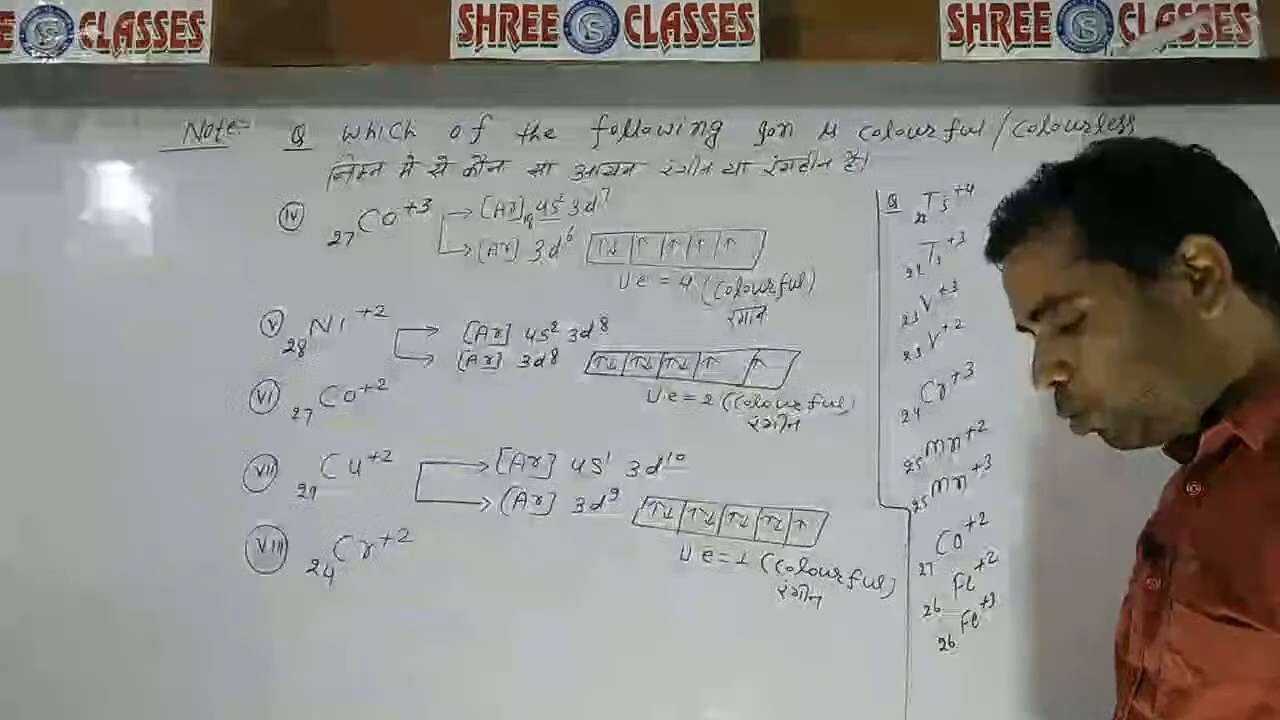 SHREE CLASSES
SHREE CLASSES
SHREE CLASSES
Note- Q Which of the following Ion is colourful/colourless
निम्न में से कौन सा आयन रंगीन या रंगहीन है।
iv 27Co+3 → [Ar] 18 4s2 3d7
→ [Ar] 3d6 ↑↓ ↑ ↑ ↑ ↑
Ue = 4 (Colourful)
रंगीन
v 28Ni+2 → [Ar] 4s2 3d8
→ [Ar] 3d8 ↑↓ ↑↓ ↑↓ ↑ ↑
Ue = 2 (Colourful)
रंगीन
vi 27Co+2
vii 29Cu+2 → [Ar] 4s1 3d10
→ [Ar] 3d9 ↑↓ ↑↓ ↑↓ ↑↓ ↑
Ue = 1 (Colourful)
रंगीन
viii 24Cr+2
Q 22Ti+4
22Ti+3
23V+3
23V+2
24Cr+3
25Mn+2
25Mn+3
27Co+2
26Fe+2
26Fe+3